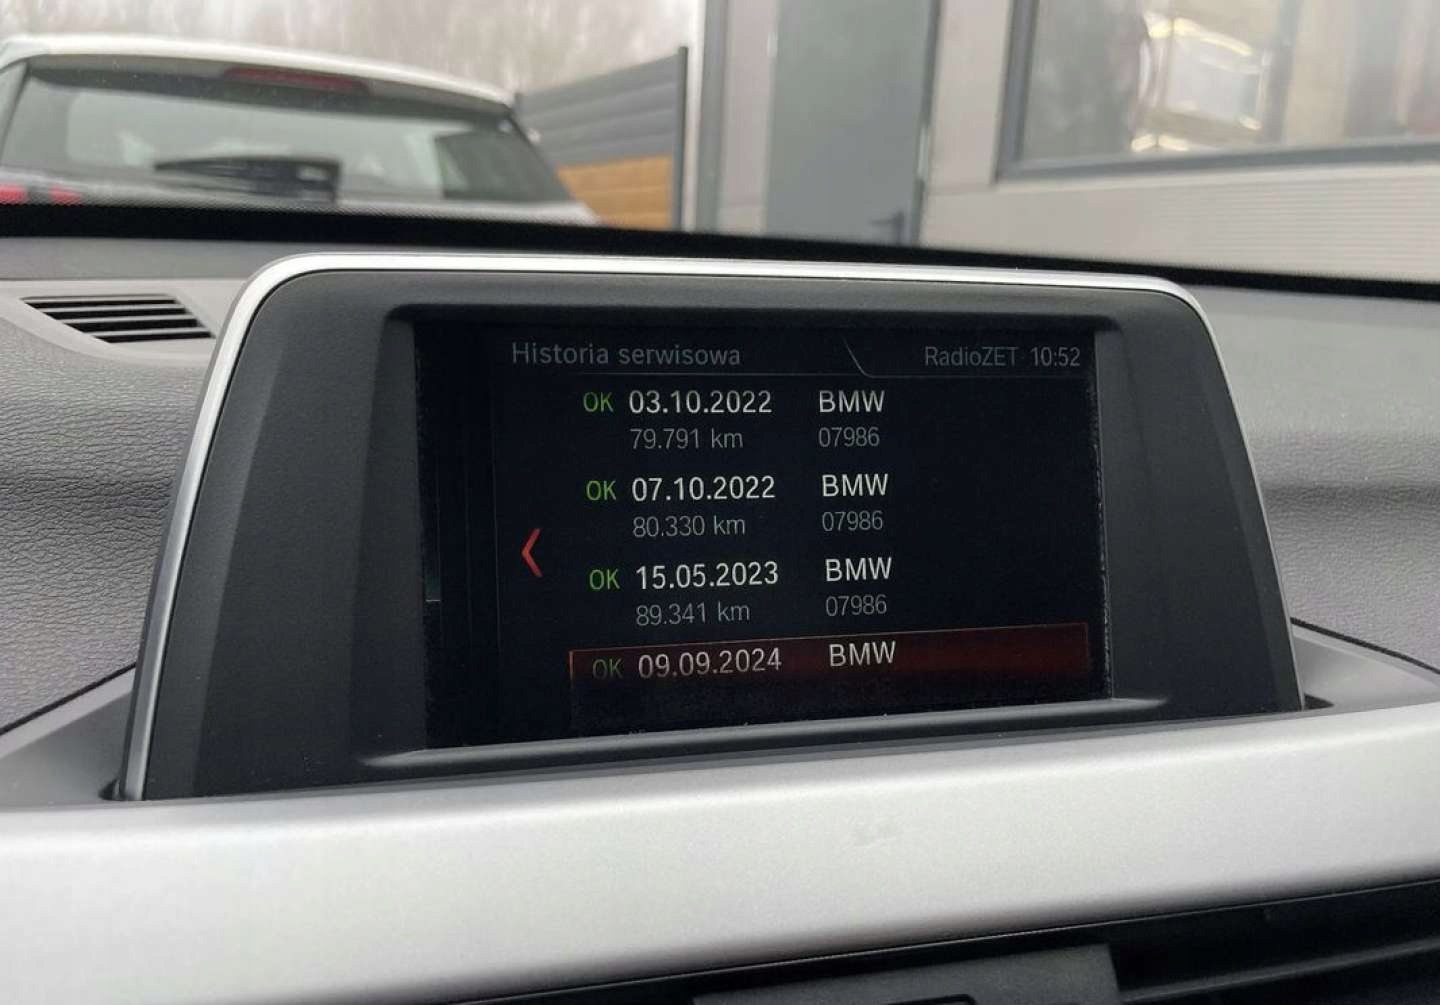 Historia serwisowa RadioZET 10:52
OK 03.10.2022 BMW
79.791 km 07986
OK 07.10.2022 BMW
80.330 km 07986
OK 15.05.2023 BMW
89.341 km 07986
OK 09.09.2024 BMW